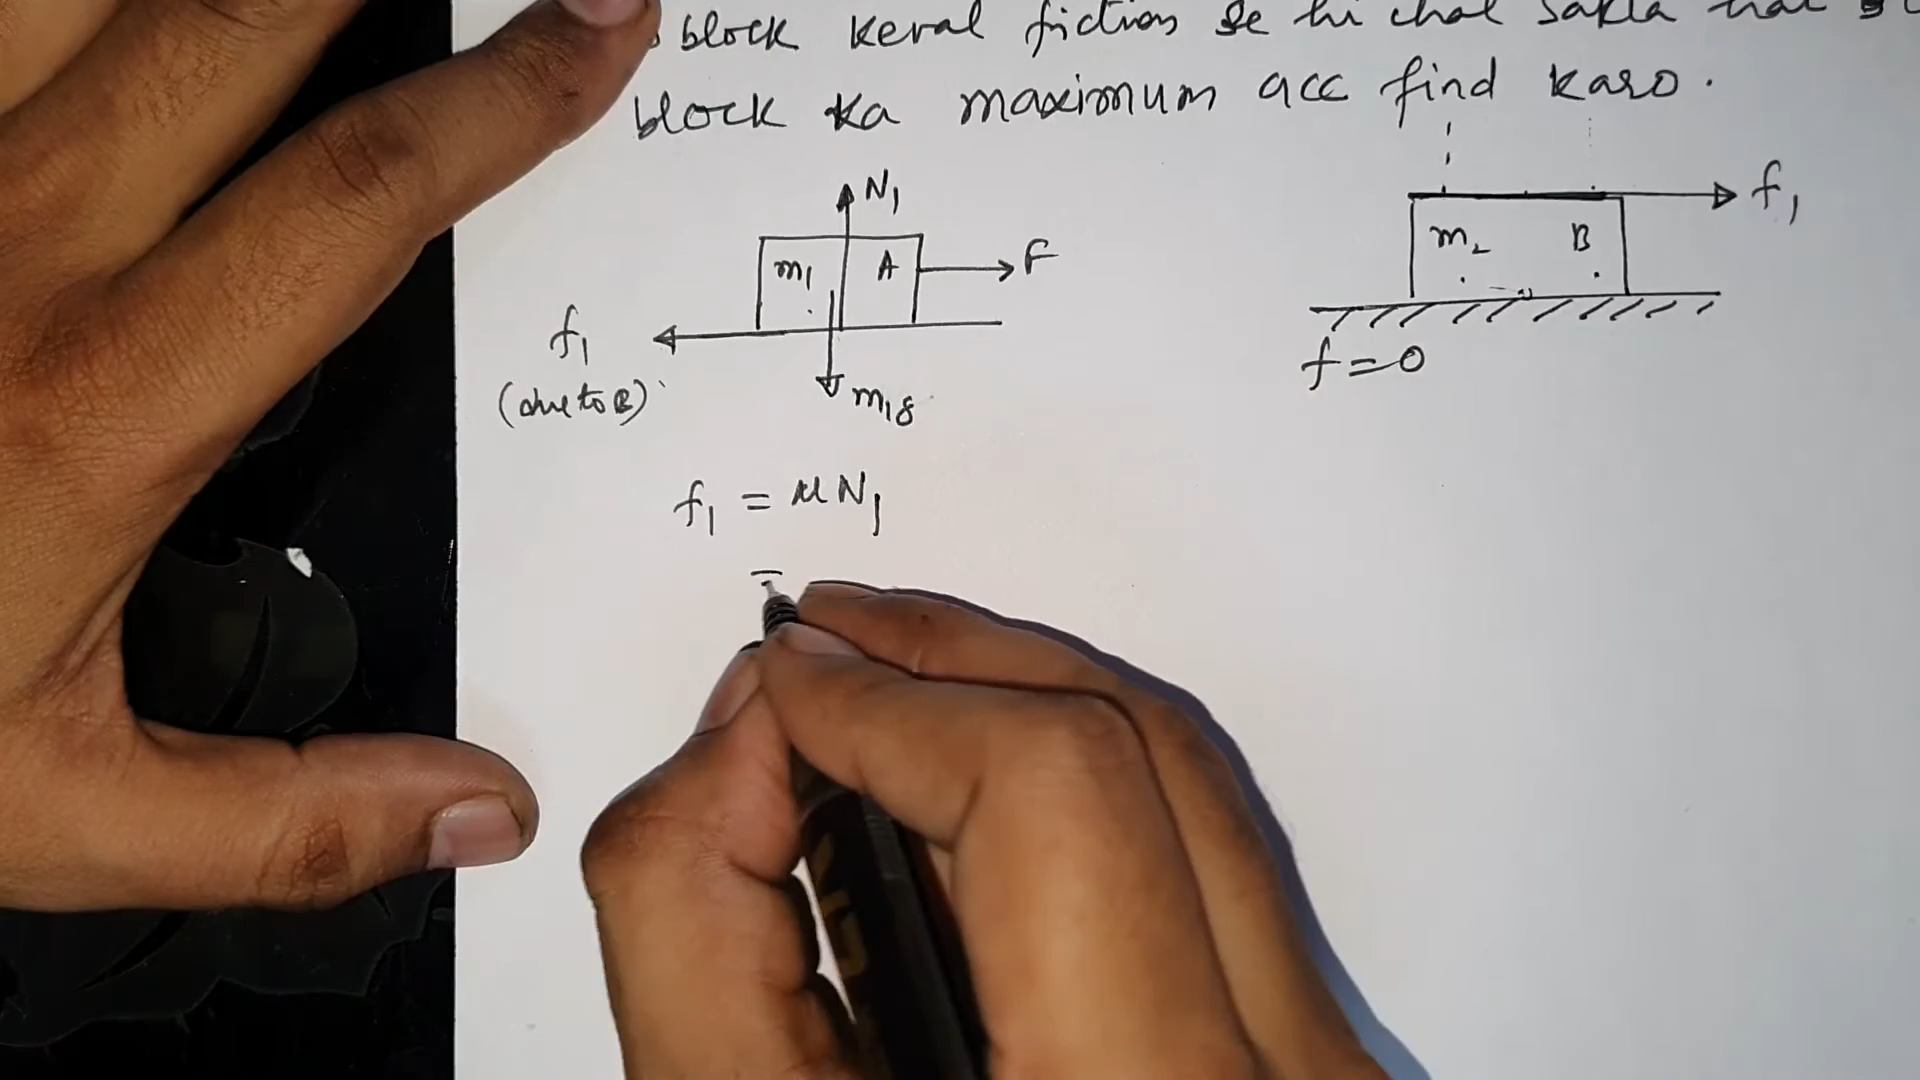 block keval friction se hi chal sakta hai
block ka maximum acc find karo.
N1
m1 A
F
f1
(due to B)
m1g
m2 B
f1
f=0
f1 = μN1
=